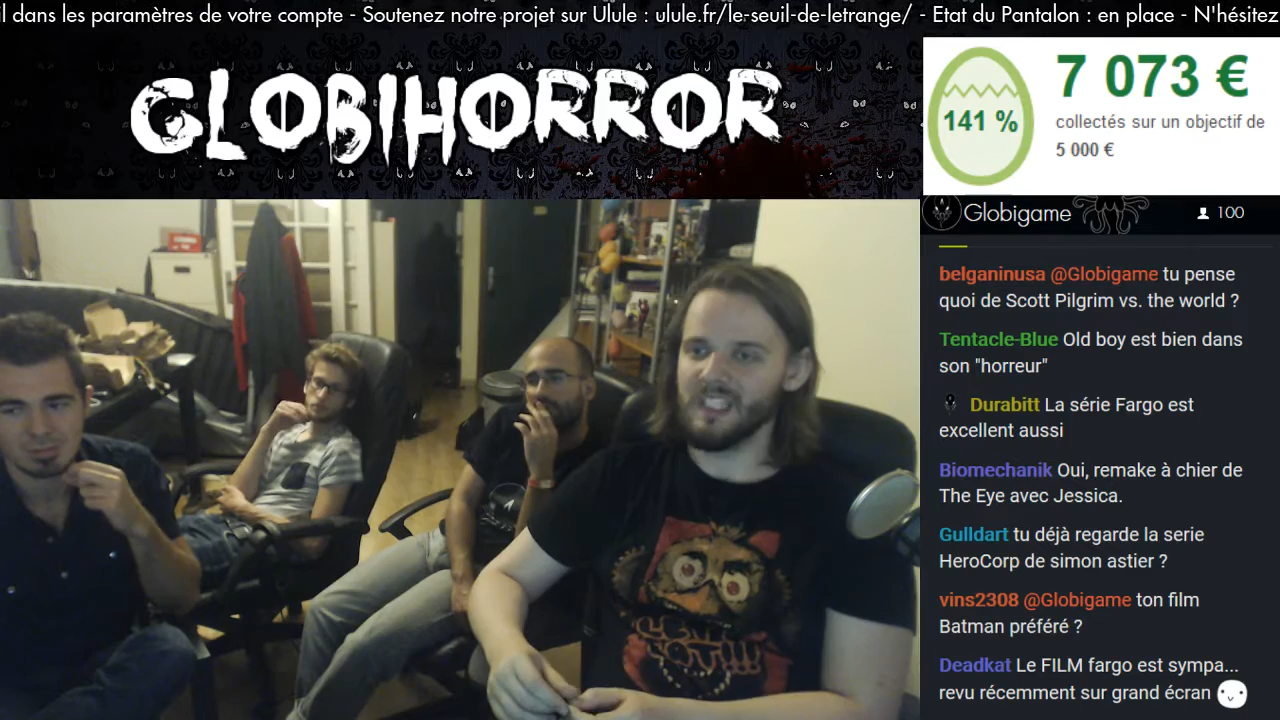 il dans les paramètres de votre compte - Soutenez notre projet sur Ulule : ulule.fr/le-seuil-de-letrange/ - Etat du Pantalon : en place - N'hésitez
GLOBIHORROR
141 %
7 073 €
collectés sur un objectif de
5 000 €
Globigame
100
belganinusa @Globigame tu pense
quoi de Scott Pilgrim vs. the world ?
Tentacle-Blue Old boy est bien dans
son "horreur"
Durabitt La série Fargo est
excellent aussi
Biomechanik Oui, remake à chier de
The Eye avec Jessica.
Gulldart tu déjà regarde la serie
HeroCorp de simon astier ?
vins2308 @Globigame ton film
Batman préféré ?
Deadkat Le FILM fargo est sympa...
revu récemment sur grand écran